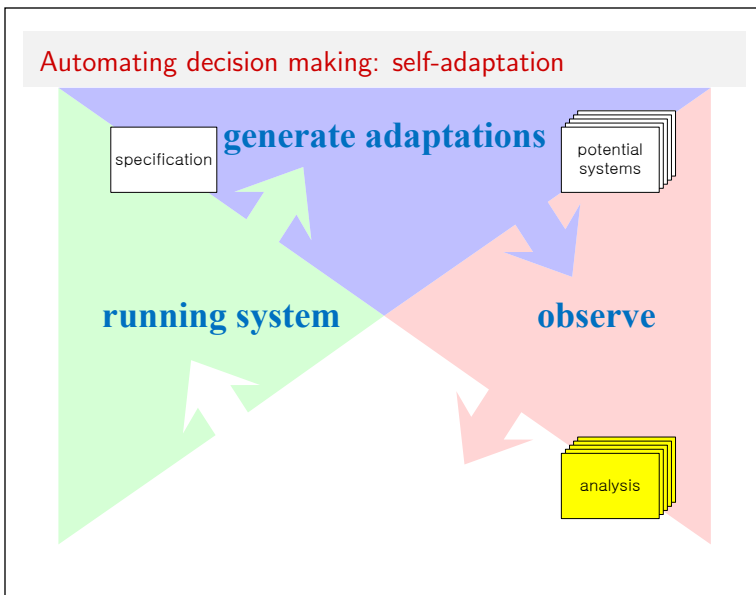 Automating decision making: self-adaptation
generate adaptations
specification
potential
systems
running system
observe
analysis